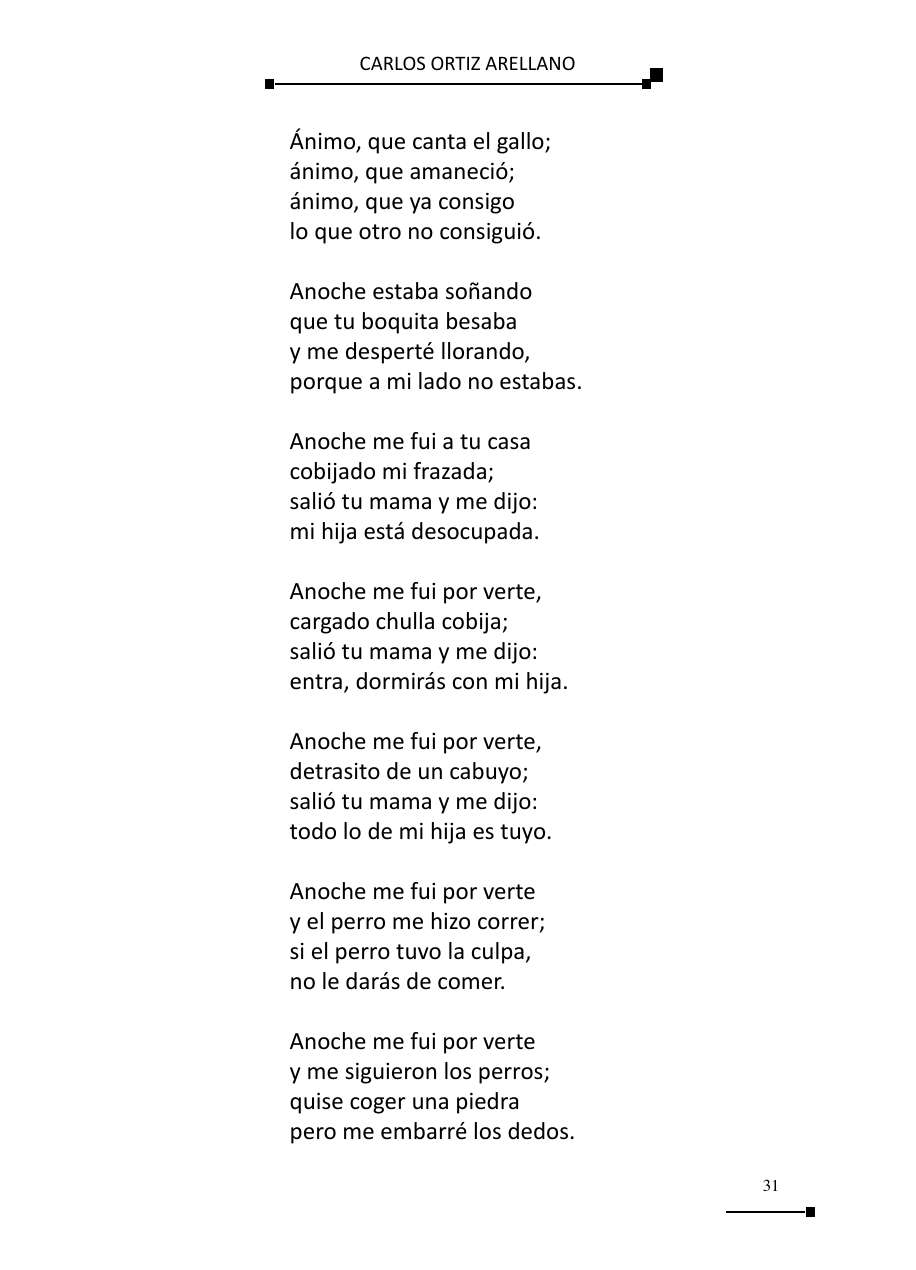 CARLOS ORTIZ ARELLANO
Ánimo, que canta el gallo;
ánimo, que amaneció;
ánimo, que ya consigo
lo que otro no consiguió.
Anoche estaba soñando
que tu boquita besaba
y me desperté llorando,
porque a mi lado no estabas.
Anoche me fui a tu casa
cobijado mi frazada;
salió tu mama y me dijo:
mi hija está desocupada.
Anoche me fui por verte,
cargado chulla cobija;
salió tu mama y me dijo:
entra, dormirás con mi hija.
Anoche me fui por verte,
detrasito de un cabuyo;
salió tu mama y me dijo:
todo lo de mi hija es tuyo.
Anoche me fui por verte
y el perro me hizo correr;
si el perro tuvo la culpa,
no le darás de comer.
Anoche me fui por verte
y me siguieron los perros;
quise coger una piedra
pero me embarré los dedos.
31